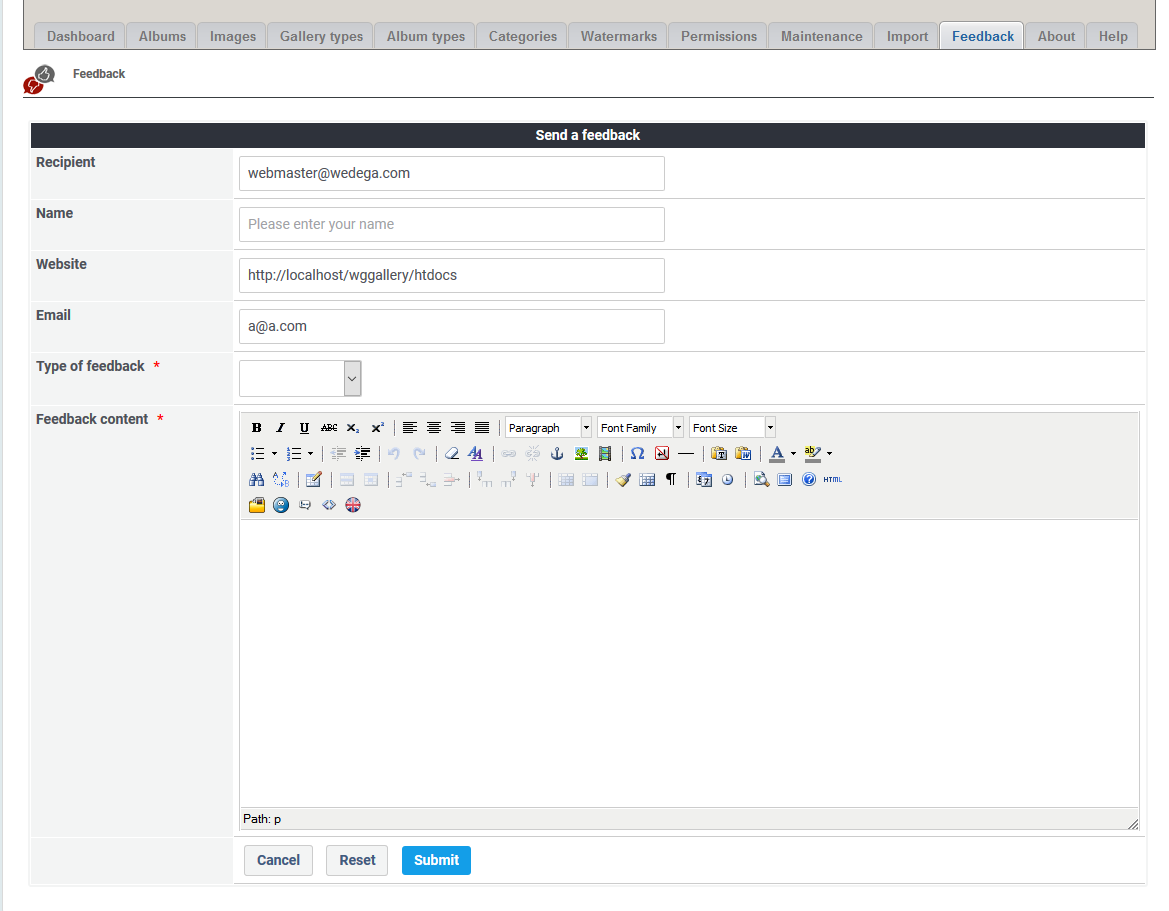 Dashboard Albums Images Gallery types Album types Categories Watermarks Permissions Maintenance Import Feedback About Help
Feedback
Send a feedback
Recipient webmaster@wedega.com
Name Please enter your name
Website http://localhost/wggallery/htdocs
Email a@a.com
Type of feedback *
Feedback content *
B I U ABC X₂ X² Paragraph Font Family Font Size
HTML
Path: p
Cancel Reset Submit